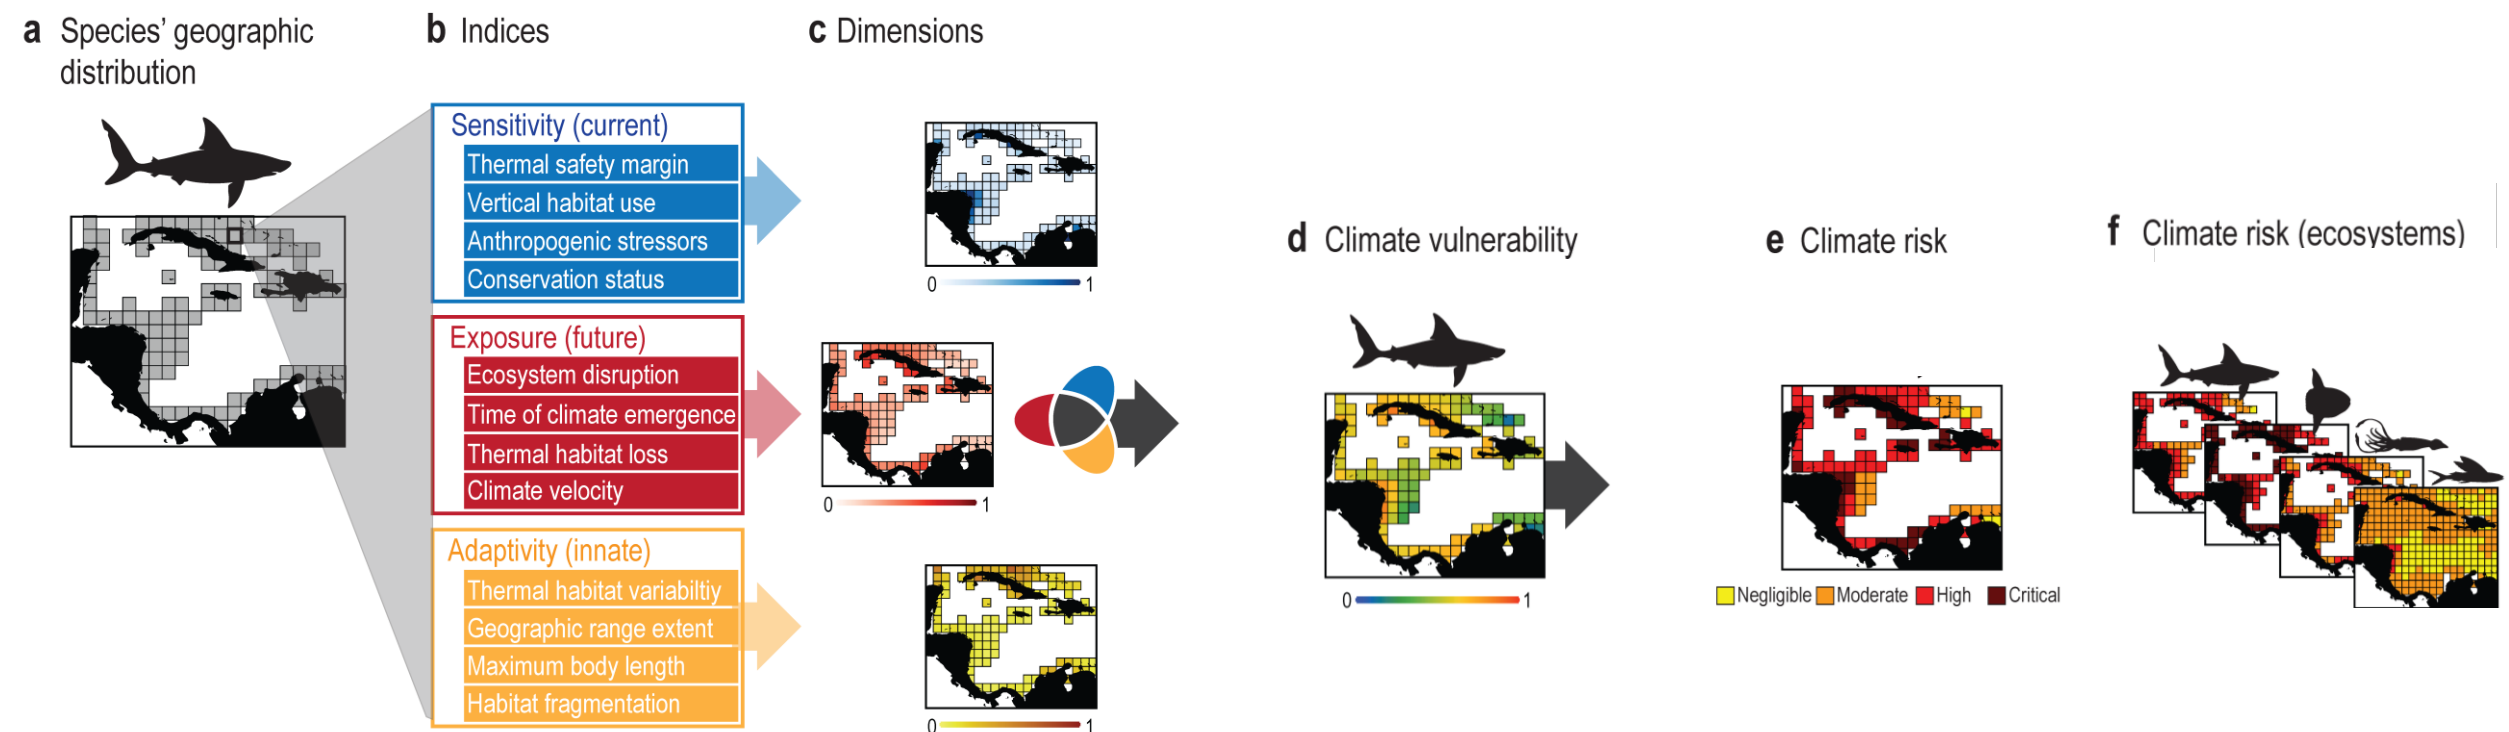 a Species' geographic
distribution
b Indices
Sensitivity (current)
Thermal safety margin
Vertical habitat use
Anthropogenic stressors
Conservation status
Exposure (future)
Ecosystem disruption
Time of climate emergence
Thermal habitat loss
Climate velocity
Adaptivity (innate)
Thermal habitat variabiltiy
Geographic range extent
Maximum body length
Habitat fragmentation
c Dimensions
0 1
0 1
0 1
d Climate vulnerability
0 1
e Climate risk
Negligible Moderate High Critical
f Climate risk (ecosystems)